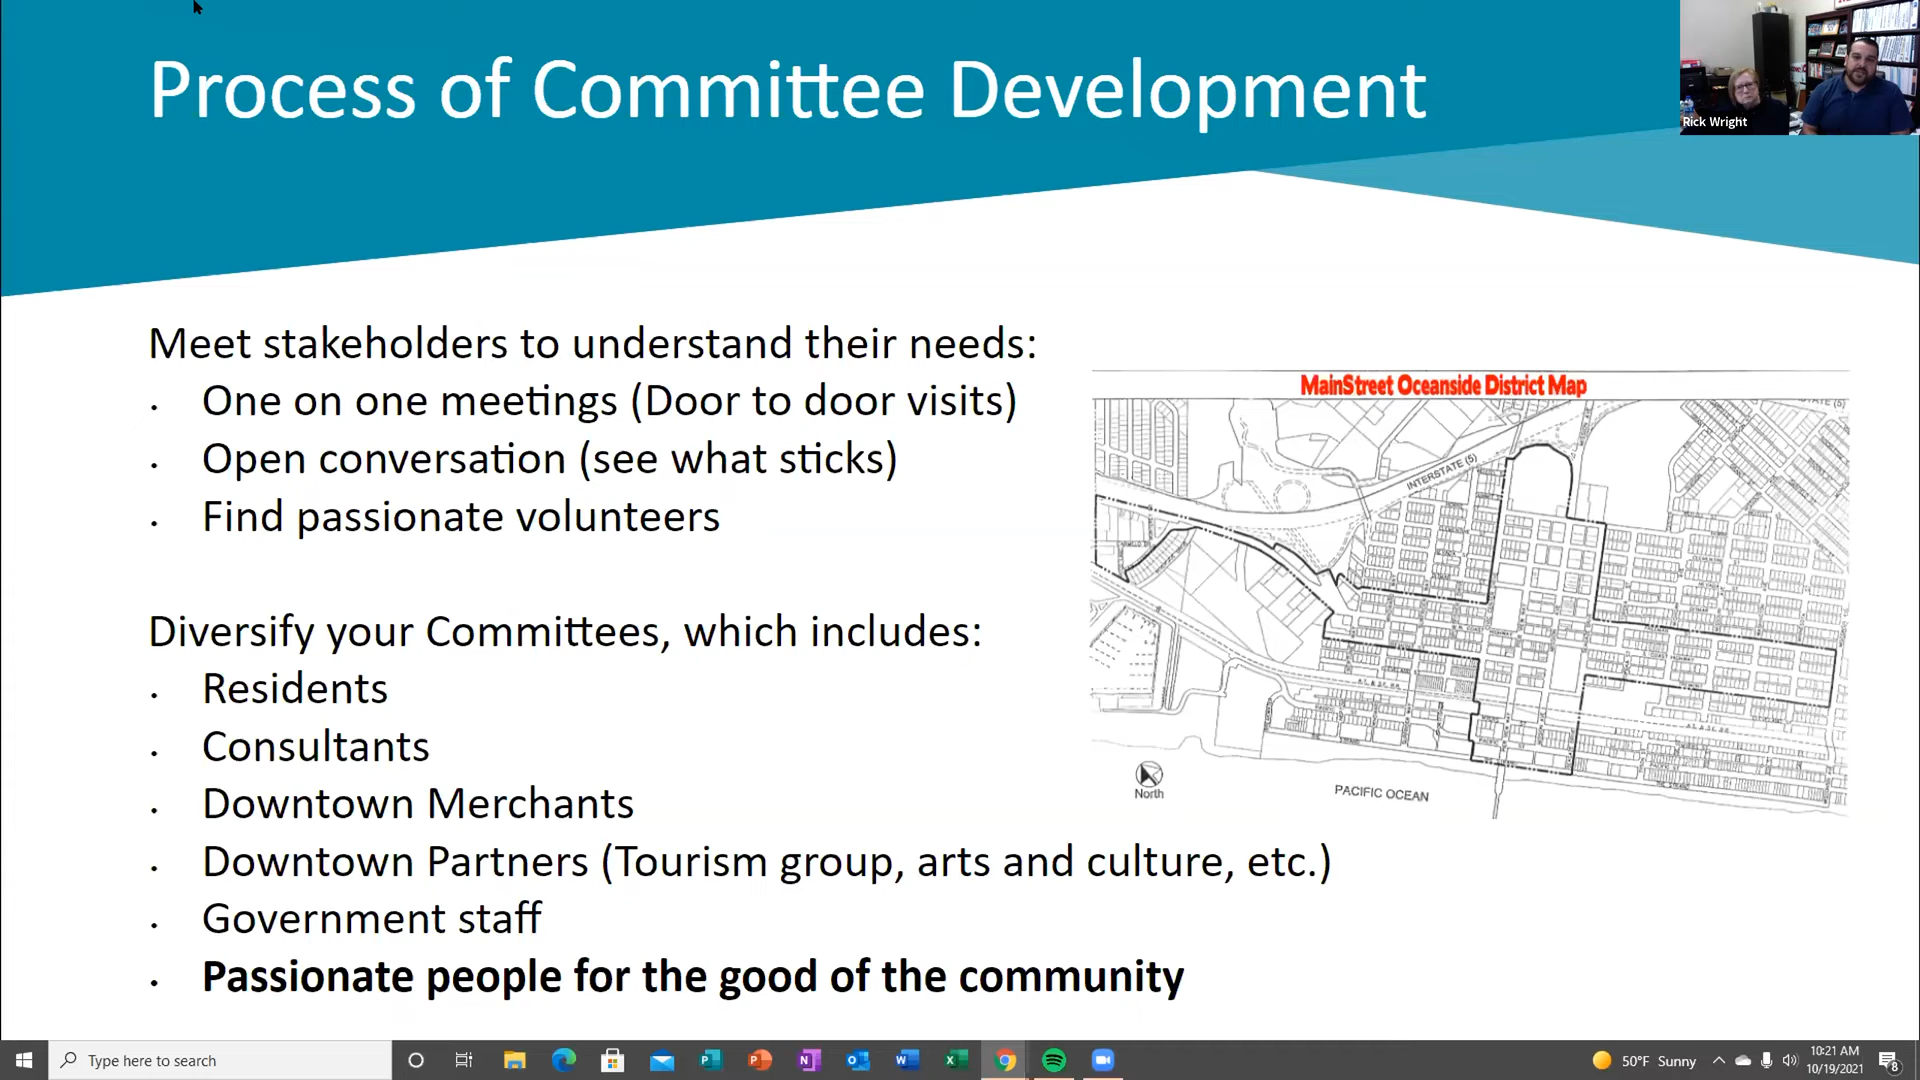 Process of Committee Development
Rick Wright
Meet stakeholders to understand their needs:
• One on one meetings (Door to door visits)
• Open conversation (see what sticks)
• Find passionate volunteers
Diversify your Committees, which includes:
• Residents
• Consultants
• Downtown Merchants
• Downtown Partners (Tourism group, arts and culture, etc.)
• Government staff
• Passionate people for the good of the community
MainStreet Oceanside District Map
INTERSTATE (5)
North
PACIFIC OCEAN
Type here to search
50°F Sunny
10:21 AM
10/19/2021
8